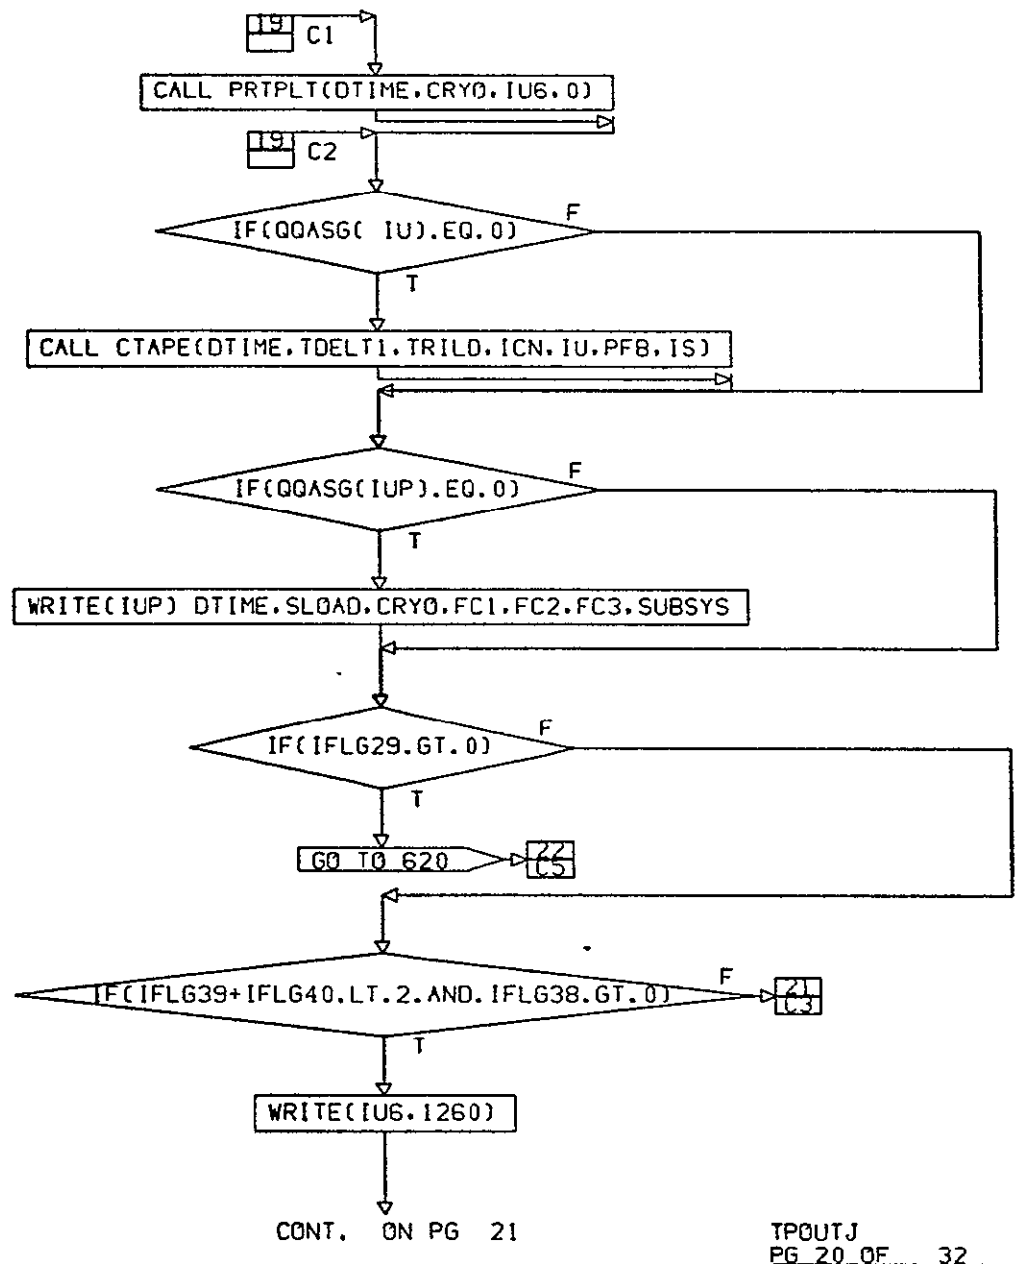 19
C1
CALL PRTPLT(DTIME,CRYO,IU6,0)
19
C2
IF(QQASG( IU).EQ.0)
F
T
CALL CTAPE(DTIME,TDELT1,TRILD,ICN,IU,PFB,IS)
IF(QQASG(IUP).EQ.0)
F
T
WRITE(IUP) DTIME,SLOAD,CRYO,FC1,FC2,FC3,SUBSYS
IF(IFLG29.GT.0)
F
T
GO TO 620
22
C5
IF(IFLG39+IFLG40.LT.2.AND.IFLG38.GT.0)
F
21
C3
T
WRITE(IU6,1260)
CONT. ON PG 21
TPOUTJ
PG 20 OF 32